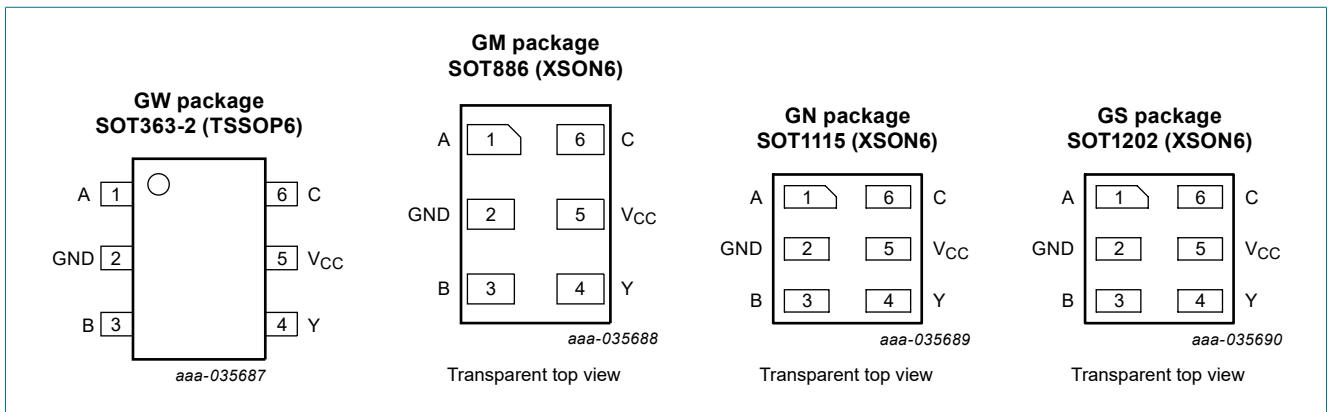 GW package
SOT363-2 (TSSOP6)
A 1 6 C
GND 2 5 VCC
B 3 4 Y
aaa-035687
GM package
SOT886 (XSON6)
A 1 6 C
GND 2 5 VCC
B 3 4 Y
aaa-035688
Transparent top view
GN package
SOT1115 (XSON6)
A 1 6 C
GND 2 5 VCC
B 3 4 Y
aaa-035689
Transparent top view
GS package
SOT1202 (XSON6)
A 1 6 C
GND 2 5 VCC
B 3 4 Y
aaa-035690
Transparent top view